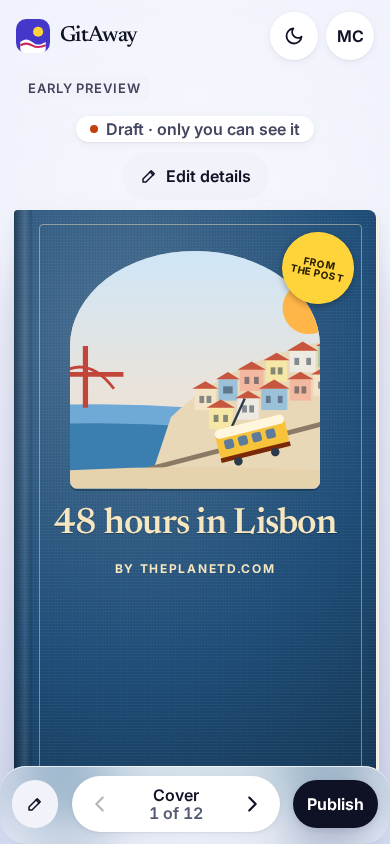 GitAway
MC
EARLY PREVIEW
Draft · only you can see it
Edit details
FROM
THE POST
48 hours in Lisbon
BY THEPLANETD.COM
Cover
1 of 12
Publish